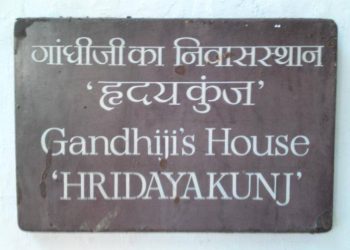 गांधीजी का निवासस्थान
‘हृदय कुंज’
Gandhiji's House
‘HRIDAYAKUNJ’